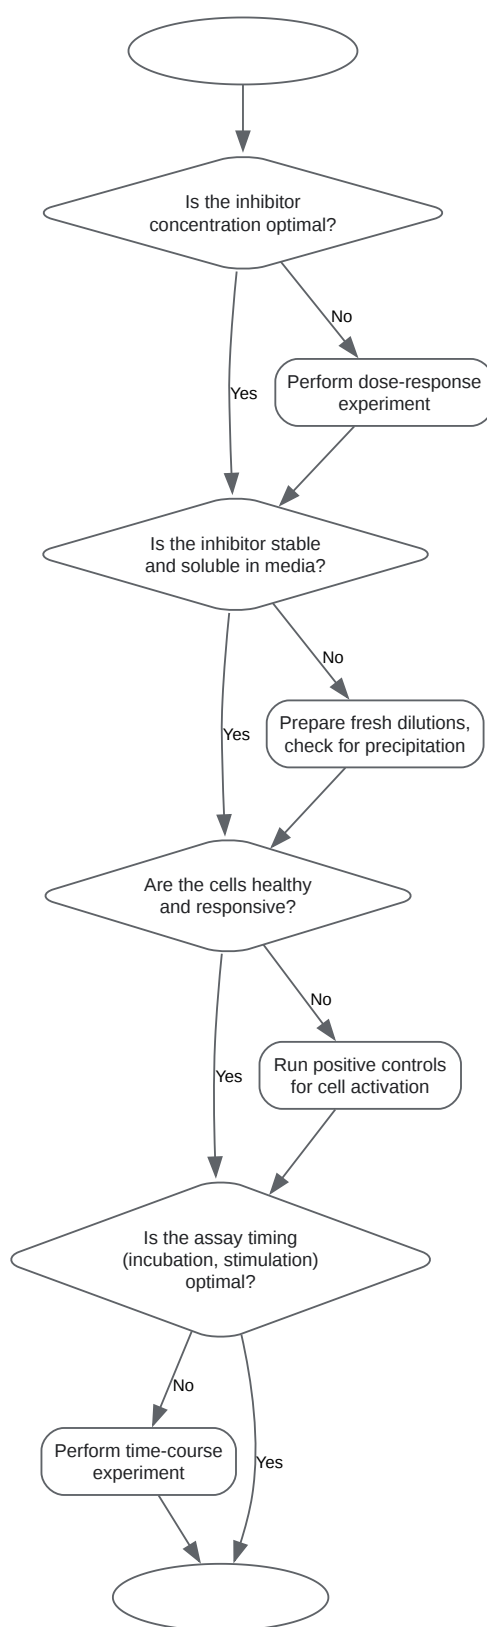 Is the inhibitor
concentration optimal?
No
Yes
Perform dose-response
experiment
Is the inhibitor stable
and soluble in media?
No
Yes
Prepare fresh dilutions,
check for precipitation
Are the cells healthy
and responsive?
No
Yes
Run positive controls
for cell activation
Is the assay timing
(incubation, stimulation)
optimal?
No
Perform time-course
experiment
Yes